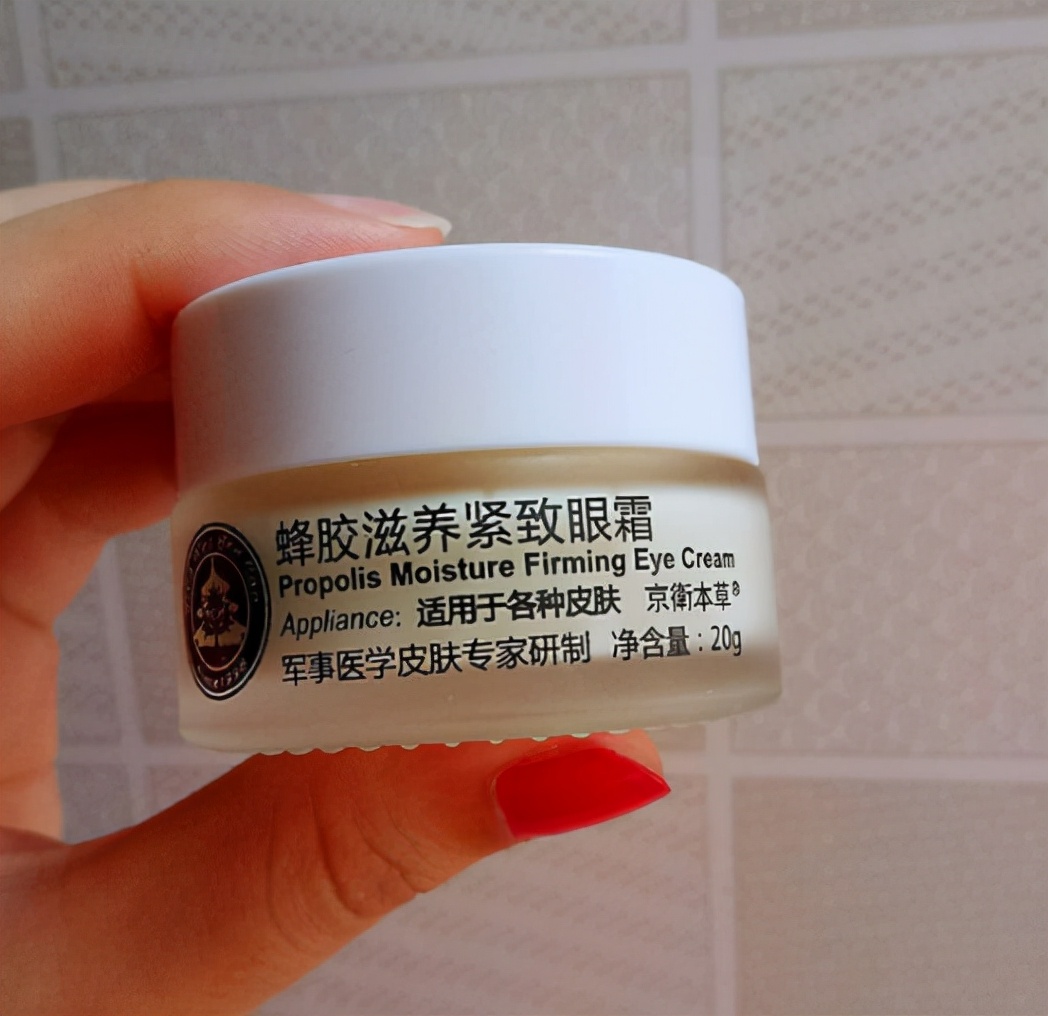 蜂胶滋养紧致眼霜
Propolis Moisture Firming Eye Cream
Appliance: 适用于各种皮肤 京衛本草®
军事医学皮肤专家研制 净含量：20g